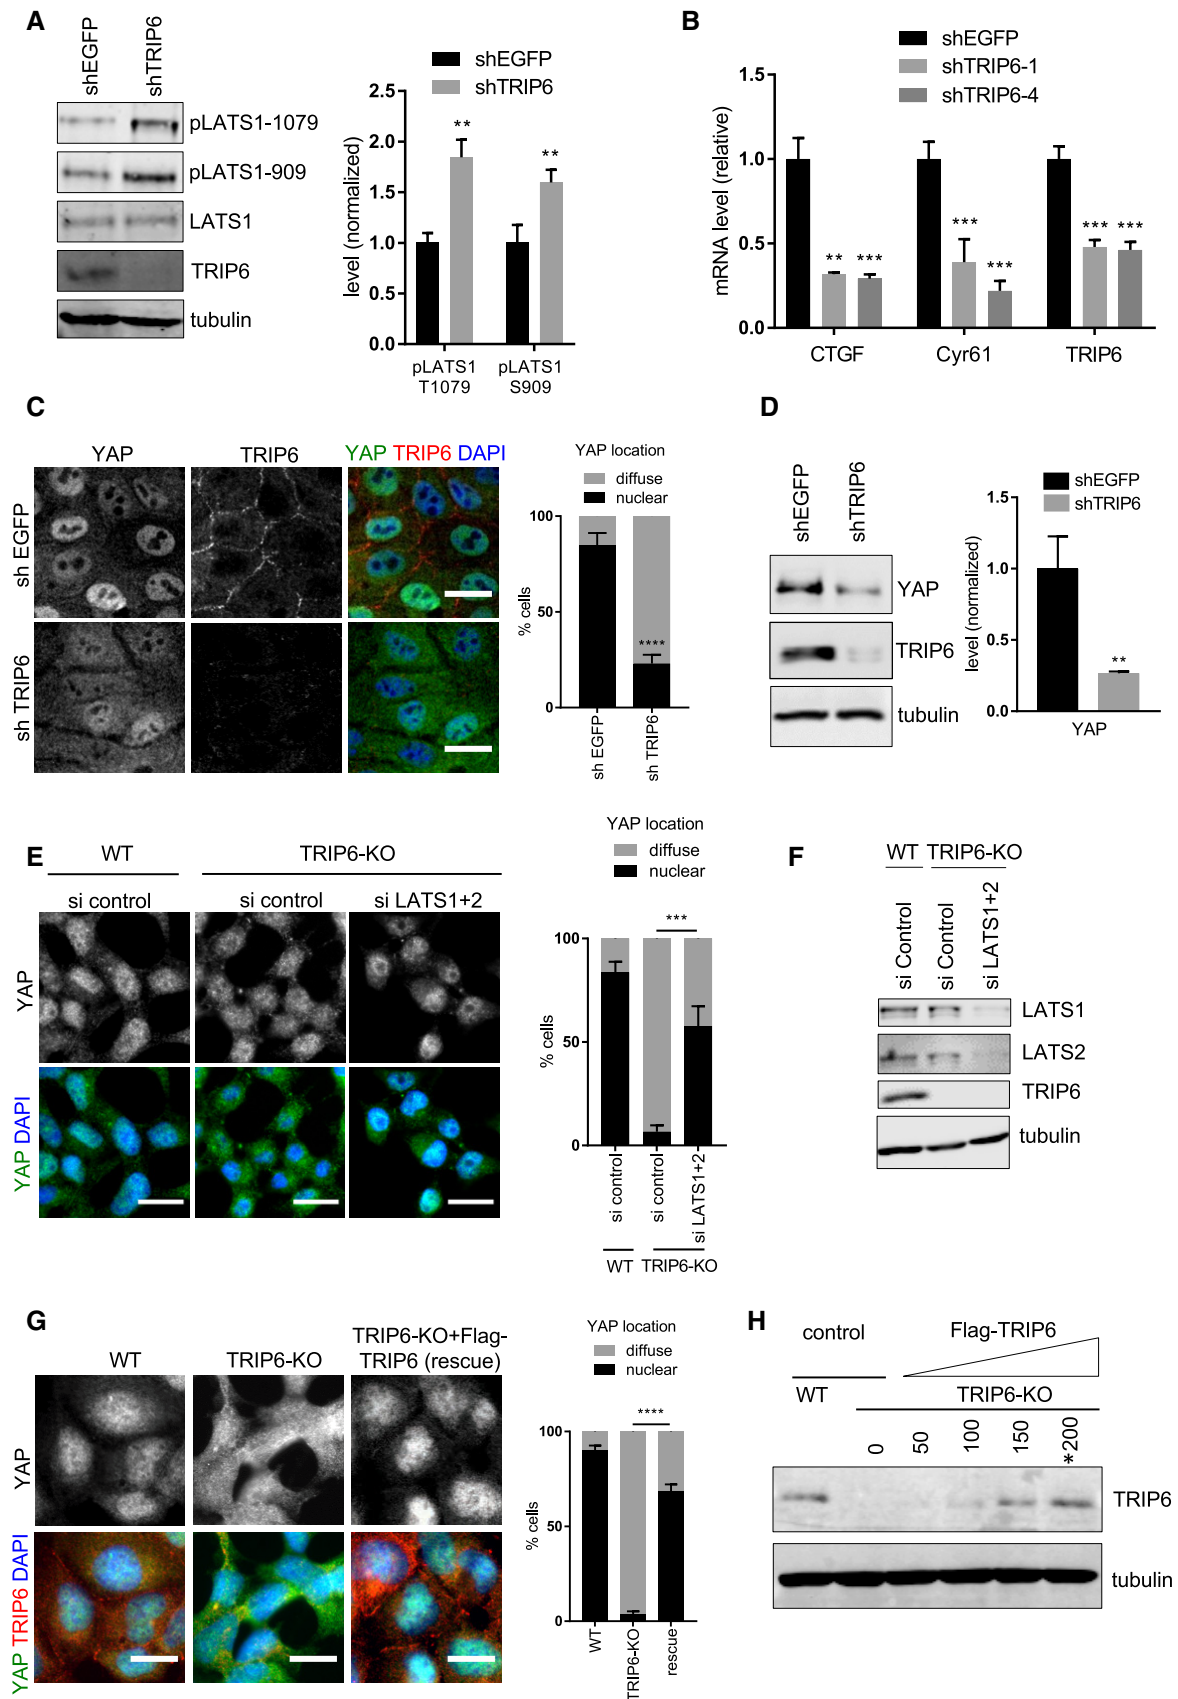 A
shEGFP
shTRIP6
pLATS1-1079
pLATS1-909
LATS1
TRIP6
tubulin
shEGFP
shTRIP6
level (normalized)
2.5
2.0
1.5
1.0
0.5
0.0
**
**
pLATS1
T1079
pLATS1
S909
B
shEGFP
shTRIP6-1
shTRIP6-4
mRNA level (relative)
1.5
1.0
0.5
0.0
** ***
*** ***
*** ***
CTGF
Cyr61
TRIP6
C
YAP
TRIP6
YAP TRIP6 DAPI
sh EGFP
sh TRIP6
YAP location
diffuse
nuclear
% cells
100
50
0
****
sh EGFP
sh TRIP6
D
shEGFP
shTRIP6
YAP
TRIP6
tubulin
shEGFP
shTRIP6
level (normalized)
1.5
1.0
0.5
0.0
**
YAP
E
WT
TRIP6-KO
si control
si control
si LATS1+2
YAP
YAP DAPI
YAP location
diffuse
nuclear
% cells
100
50
0
***
si control
si control
si LATS1+2
WT
TRIP6-KO
F
WT
TRIP6-KO
si Control
si Control
si LATS1+2
LATS1
LATS2
TRIP6
tubulin
G
WT
TRIP6-KO
TRIP6-KO+Flag-
TRIP6 (rescue)
YAP
YAP TRIP6 DAPI
YAP location
diffuse
nuclear
% cells
100
50
0
****
WT
TRIP6-KO
rescue
H
control
Flag-TRIP6
WT
TRIP6-KO
0
50
100
150
*200
TRIP6
tubulin